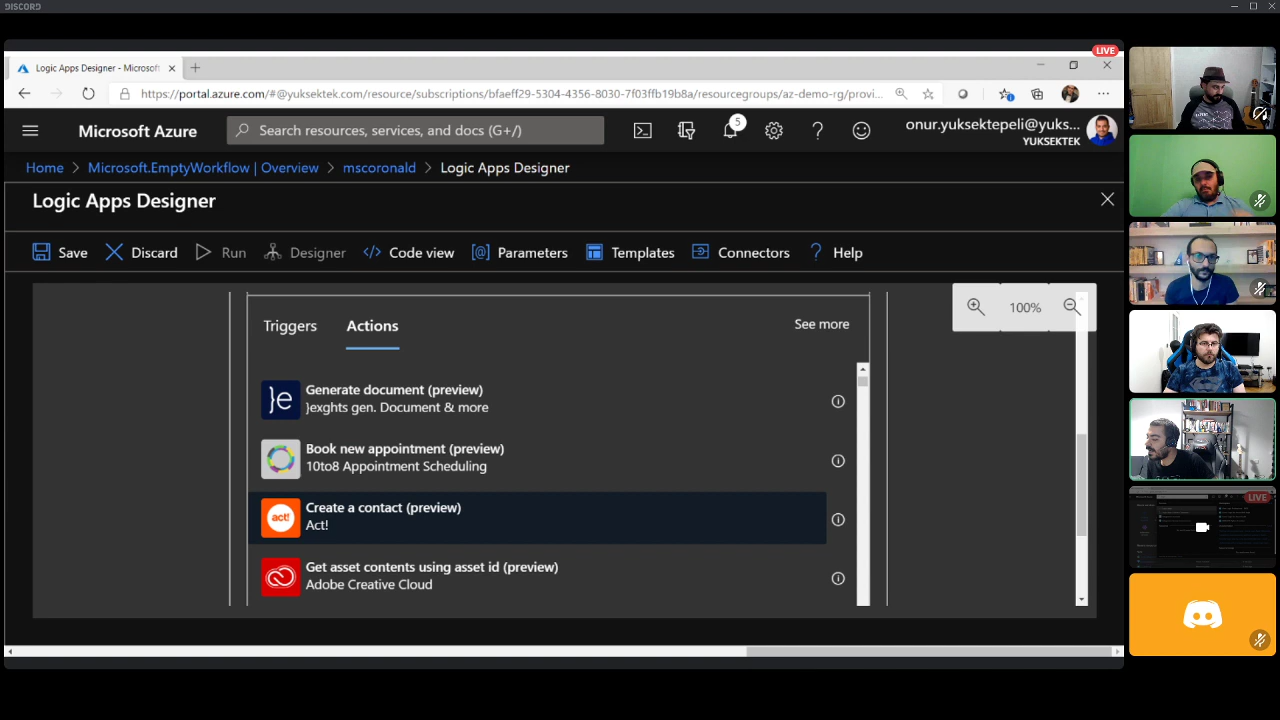 DISCORD
LIVE
Logic Apps Designer - Microsoft
https://portal.azure.com/#@yuksektek.com/resource/subscriptions/bfaeff29-5304-4356-8030-7f03ffb19b8a/resourcegroups/az-demo-rg/provi...
Microsoft Azure
Search resources, services, and docs (G+/)
5
onur.yuksektepeli@yuks...
YUKSEKTEK
Home > Microsoft.EmptyWorkflow | Overview > mscoronald > Logic Apps Designer
Logic Apps Designer
Save Discard Run Designer Code view Parameters Templates Connectors Help
Triggers Actions See more
100%
}e
Generate document (preview)
}exghts gen. Document & more
Book new appointment (preview)
10to8 Appointment Scheduling
act!
Create a contact (preview)
Act!
Get asset contents using asset id (preview)
Adobe Creative Cloud
LIVE